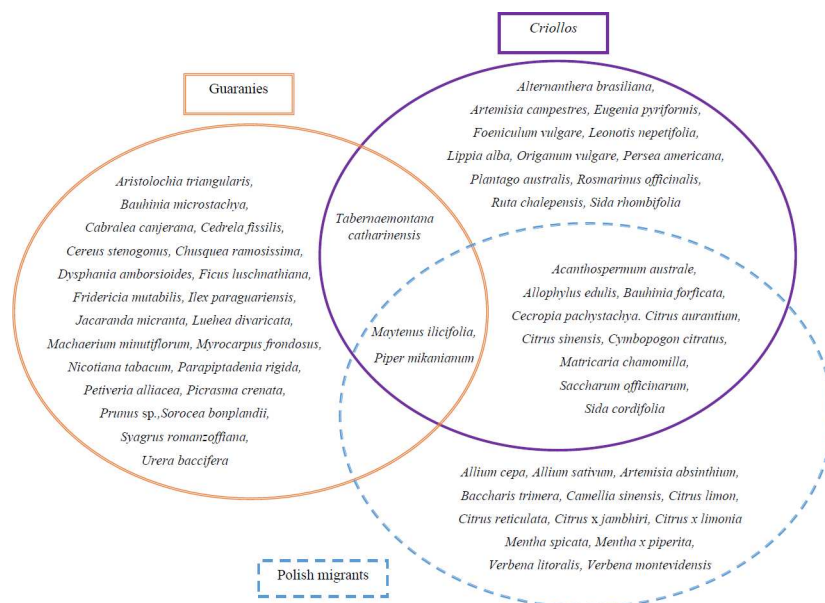 Criollos
Guaranies
Alternanthera brasiliana,
Artemisia campestres, Eugenia pyriformis,
Foeniculum vulgare, Leonotis nepetifolia,
Lippia alba, Origanum vulgare, Persea americana,
Plantago australis, Rosmarinus officinalis,
Ruta chalepensis, Sida rhombifolia
Aristolochia triangularis,
Bauhinia microstachya,
Cabralea canjerana, Cedrela fissilis,
Cereus stenogonus, Chusquea ramosissima,
Dysphania amborsioides, Ficus luschnathiana,
Fridericia mutabilis, Ilex paraguariensis,
Jacaranda micranta, Luehea divaricata,
Machaerium minutiflorum, Myrocarpus frondosus,
Nicotiana tabacum, Parapiptadenia rigida,
Petiveria alliacea, Picrasma crenata,
Prunus sp.,Sorocea bonplandii,
Syagrus romanzoffiana,
Urera baccifera
Tabernaemontana
catharinensis
Maytenus ilicifolia,
Piper mikanianum
Acanthospermum australe,
Allophylus edulis, Bauhinia forficata,
Cecropia pachystachya. Citrus aurantium,
Citrus sinensis, Cymbopogon citratus,
Matricaria chamomilla,
Saccharum officinarum,
Sida cordifolia
Allium cepa, Allium sativum, Artemisia absinthium,
Baccharis trimera, Camellia sinensis, Citrus limon,
Citrus reticulata, Citrus x jambhiri, Citrus x limonia
Mentha spicata, Mentha x piperita,
Verbena litoralis, Verbena montevidensis
Polish migrants